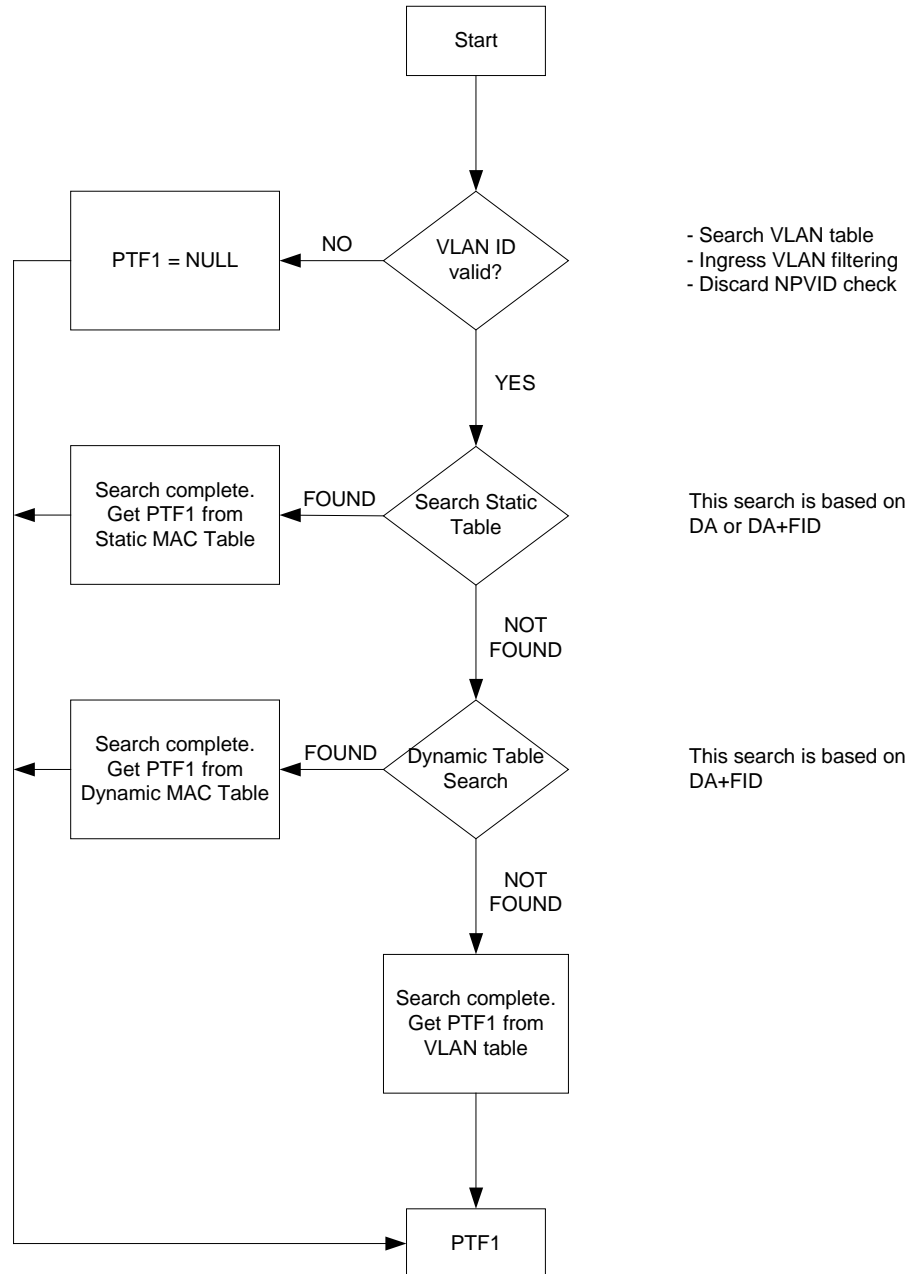 Start
VLAN ID
valid?
NO
PTF1 = NULL
- Search VLAN table
- Ingress VLAN filtering
- Discard NPVID check
YES
Search complete.
Get PTF1 from
Static MAC Table
FOUND
Search Static
Table
This search is based on
DA or DA+FID
NOT
FOUND
Search complete.
Get PTF1 from
Dynamic MAC Table
FOUND
Dynamic Table
Search
This search is based on
DA+FID
NOT
FOUND
Search complete.
Get PTF1 from
VLAN table
PTF1